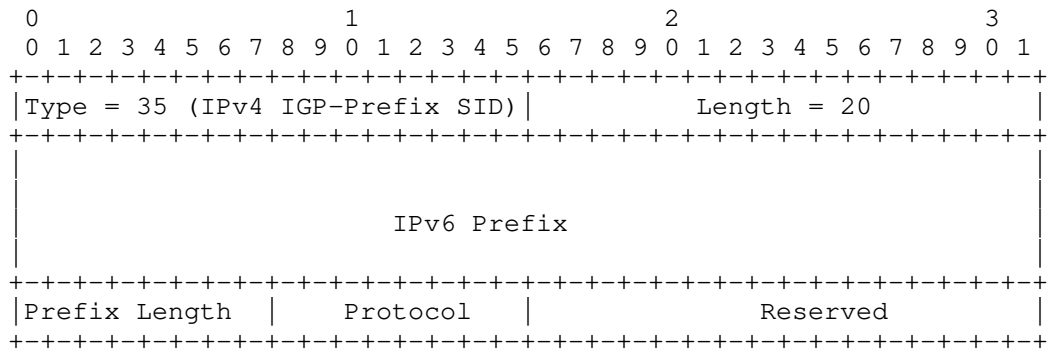 0                   1                   2                   3
0 1 2 3 4 5 6 7 8 9 0 1 2 3 4 5 6 7 8 9 0 1 2 3 4 5 6 7 8 9 0 1
+-+-+-+-+-+-+-+-+-+-+-+-+-+-+-+-+-+-+-+-+-+-+-+-+-+-+-+-+-+-+-+-+
|Type = 35 (IPv4 IGP-Prefix SID)|          Length = 20          |
+-+-+-+-+-+-+-+-+-+-+-+-+-+-+-+-+-+-+-+-+-+-+-+-+-+-+-+-+-+-+-+-+
|                                                               |
|                                                               |
|                       IPv6 Prefix                             |
|                                                               |
+-+-+-+-+-+-+-+-+-+-+-+-+-+-+-+-+-+-+-+-+-+-+-+-+-+-+-+-+-+-+-+-+
|Prefix Length  |    Protocol   |              Reserved         |
+-+-+-+-+-+-+-+-+-+-+-+-+-+-+-+-+-+-+-+-+-+-+-+-+-+-+-+-+-+-+-+-+